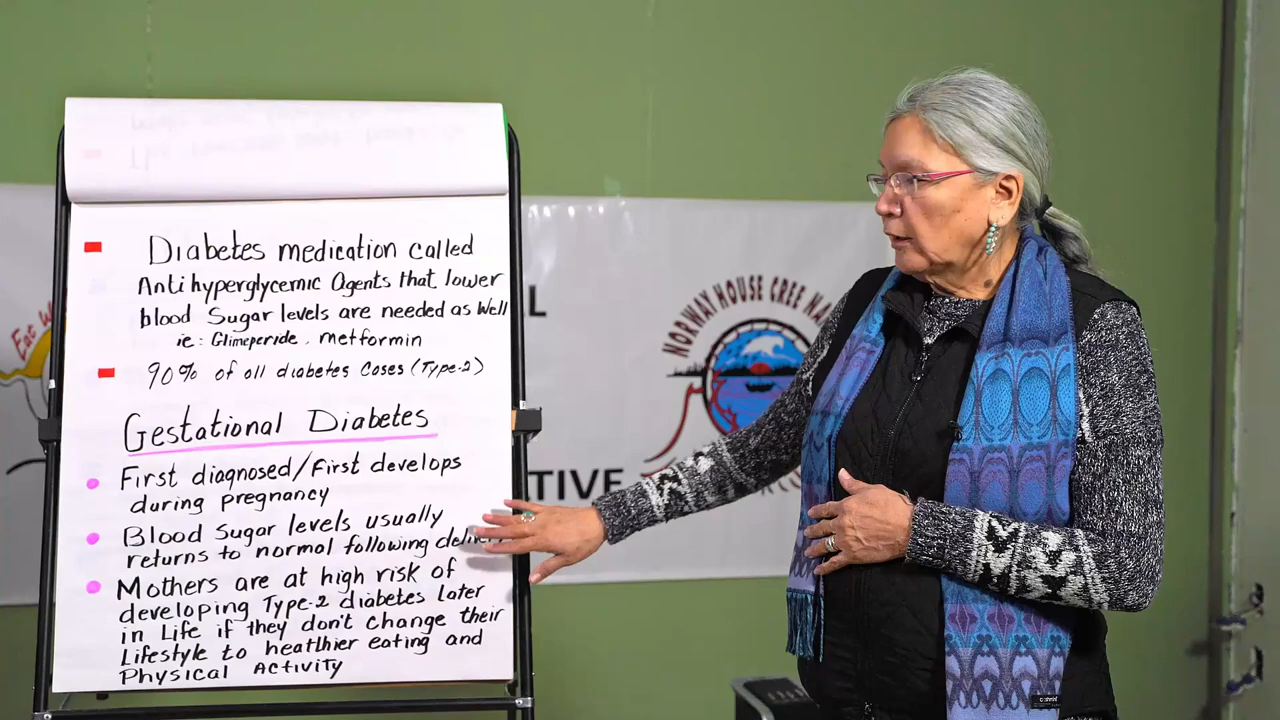 Diabetes medication called
Antihyperglycemic Agents that lower
blood Sugar levels are needed as well
ie: Glimeperide, metformin
90% of all diabetes Cases (Type-2)
Gestational Diabetes
First diagnosed/First develops
during pregnancy
Blood Sugar levels usually
returns to normal following
Mothers are at high risk of
developing Type-2 diabetes Later
in Life if they don't change their
Lifestyle to heatlhier eating and
Physical Activity
Eat
L
NORWAY HOUSE CREE
TIVE